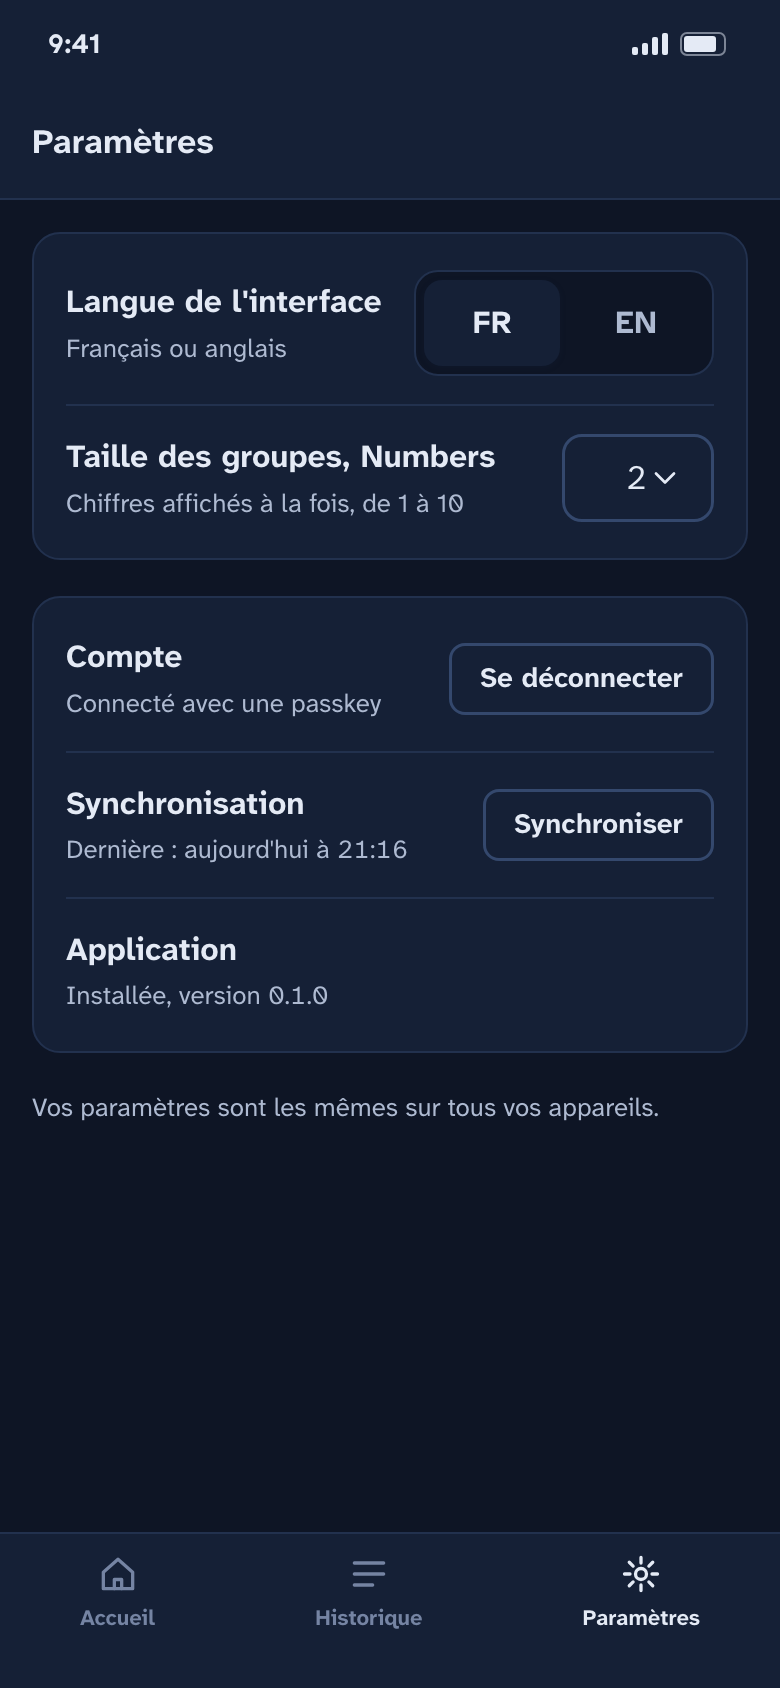 9:41
Paramètres
Langue de l'interface
Français ou anglais
FR
EN
Taille des groupes, Numbers
Chiffres affichés à la fois, de 1 à 10
2
Compte
Connecté avec une passkey
Se déconnecter
Synchronisation
Dernière : aujourd'hui à 21:16
Synchroniser
Application
Installée, version 0.1.0
Vos paramètres sont les mêmes sur tous vos appareils.
Accueil
Historique
Paramètres